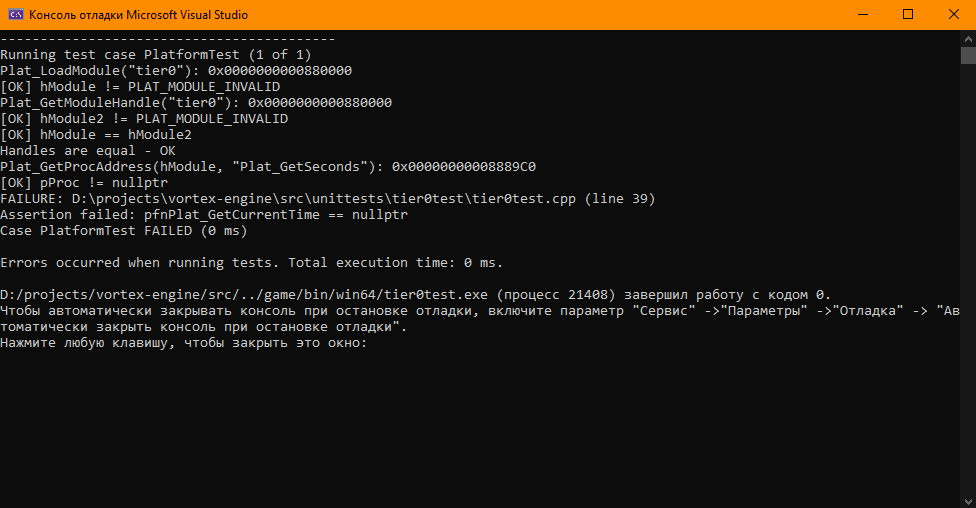 Консоль отладки Microsoft Visual Studio
------------------------------------------
Running test case PlatformTest (1 of 1)
Plat_LoadModule("tier0"): 0x0000000000880000
[OK] hModule != PLAT_MODULE_INVALID
Plat_GetModuleHandle("tier0"): 0x0000000000880000
[OK] hModule2 != PLAT_MODULE_INVALID
[OK] hModule == hModule2
Handles are equal - OK
Plat_GetProcAddress(hModule, "Plat_GetSeconds"): 0x00000000008889C0
[OK] pProc != nullptr
FAILURE: D:\projects\vortex-engine\src\unittests\tier0test\tier0test.cpp (line 39)
Assertion failed: pfnPlat_GetCurrentTime == nullptr
Case PlatformTest FAILED (0 ms)
Errors occurred when running tests. Total execution time: 0 ms.
D:/projects/vortex-engine/src/../game/bin/win64/tier0test.exe (процесс 21408) завершил работу с кодом 0.
Чтобы автоматически закрывать консоль при остановке отладки, включите параметр "Сервис" ->"Параметры" ->"Отладка" -> "Ав
томатически закрыть консоль при остановке отладки".
Нажмите любую клавишу, чтобы закрыть это окно: